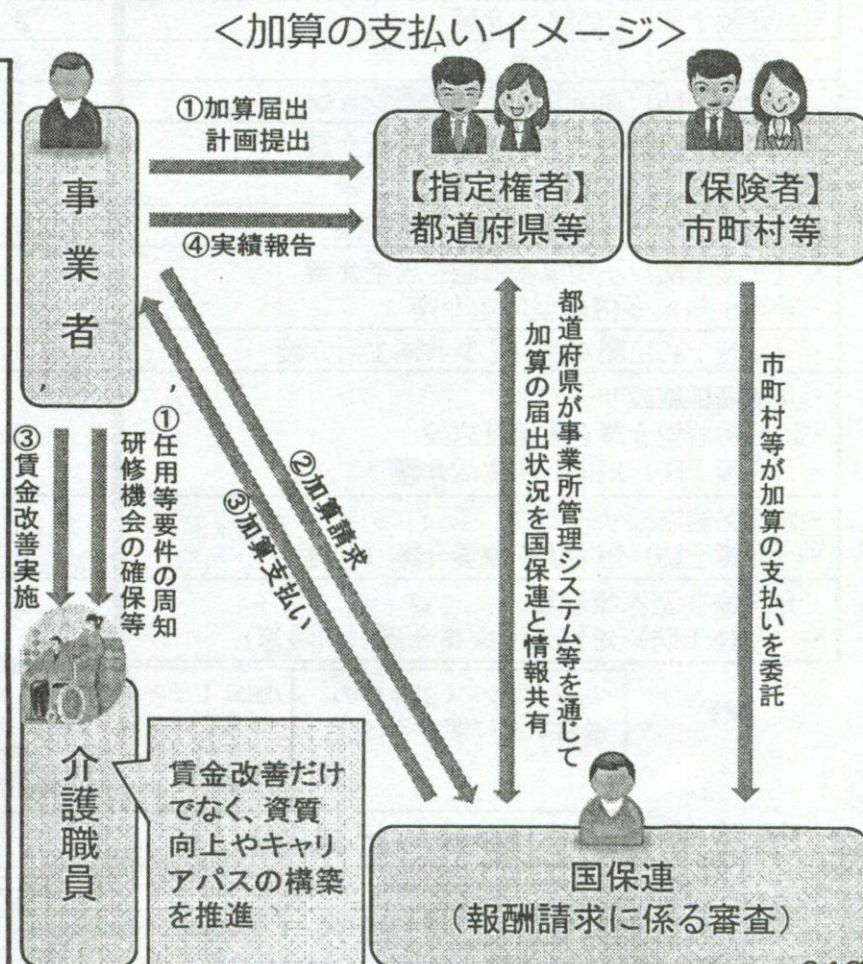 <加算の支払いイメージ>
①加算届出
計画提出
④実績報告
事業者
【指定権者】
都道府県等
【保険者】
市町村等
③賃金改善実施
①任用等要件の周知
研修機会の確保等
②加算請求
③加算支払い
都道府県が事業所管理システム等を通じて
加算の届出状況を国保連と情報共有
市町村等が加算の支払いを委託
介護職員
賃金改善だけ
でなく、資質
向上やキャリ
アパスの構築
を推進
国保連
(報酬請求に係る審査)